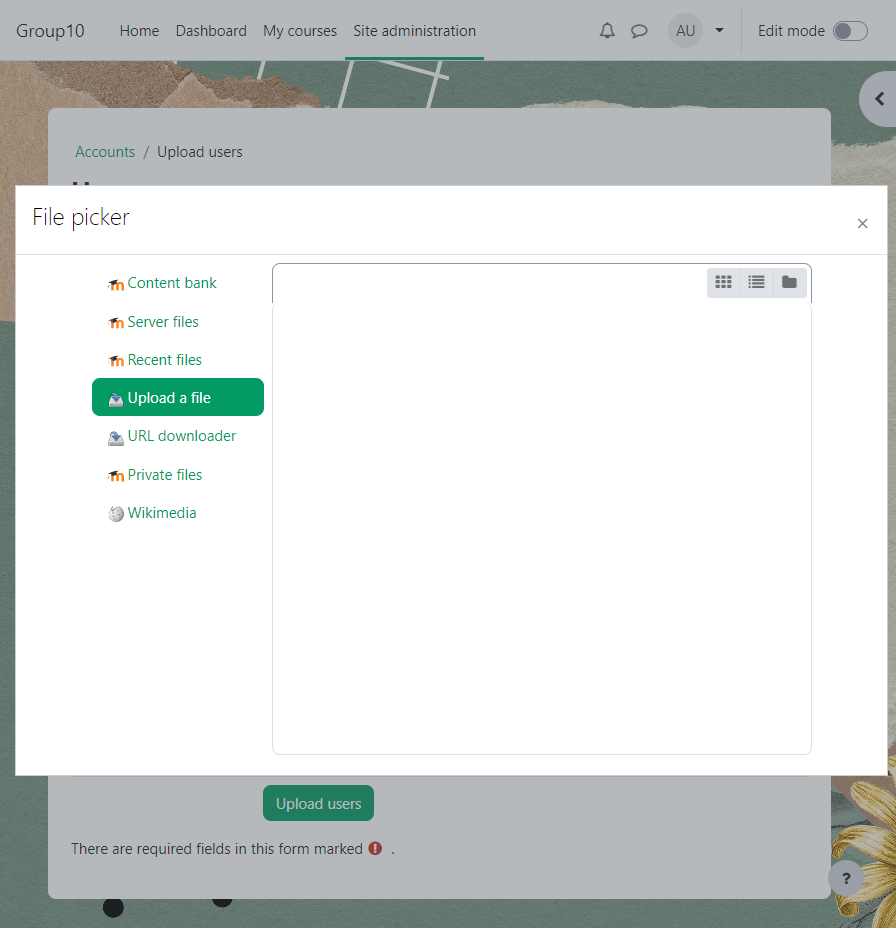 Group10 Home Dashboard My courses Site administration AU Edit mode
Accounts / Upload users
File picker
×
Content bank
Server files
Recent files
Upload a file
URL downloader
Private files
Wikimedia
Upload users
There are required fields in this form marked .
?